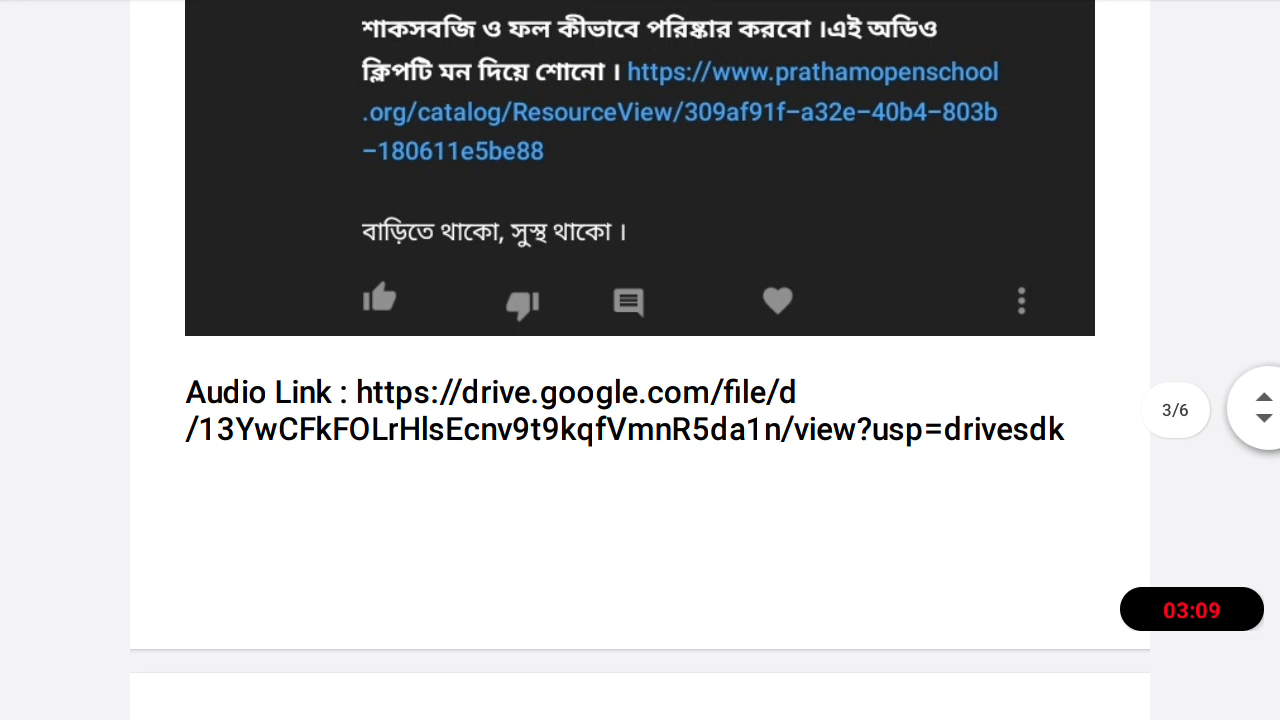 শাকসবজি ও ফল কীভাবে পরিষ্কার করবো ।এই অডিও
ক্লিপটি মন দিয়ে শোনো । https://www.prathamopenschool
.org/catalog/ResourceView/309af91f-a32e-40b4-803b
-180611e5be88
বাড়িতে থাকো, সুস্থ থাকো ।
Audio Link : https://drive.google.com/file/d
/13YwCFkFOLrHlsEcnv9t9kqfVmnR5da1n/view?usp=drivesdk
3/6
03:09